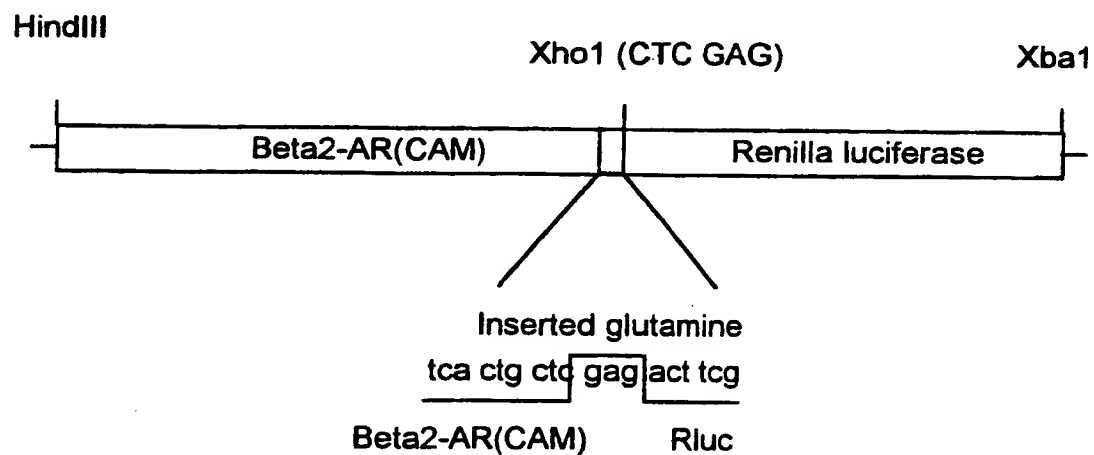 HindIII
Xho1 (CTC GAG)
Xba1
Beta2-AR(CAM)
Renilla luciferase
Inserted glutamine
tca ctg ctc gag act tcg
Beta2-AR(CAM)
Rluc